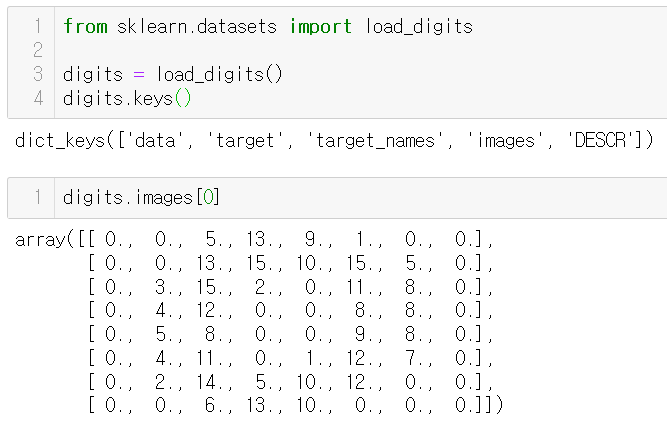 1 from sklearn.datasets import load_digits
2
3 digits = load_digits()
4 digits.keys()
dict_keys(['data', 'target', 'target_names', 'images', 'DESCR'])
1 digits.images[0]
array([[ 0., 0., 5., 13., 9., 1., 0., 0.],
[ 0., 0., 13., 15., 10., 15., 5., 0.],
[ 0., 3., 15., 2., 0., 11., 8., 0.],
[ 0., 4., 12., 0., 0., 8., 8., 0.],
[ 0., 5., 8., 0., 0., 9., 8., 0.],
[ 0., 4., 11., 0., 1., 12., 7., 0.],
[ 0., 2., 14., 5., 10., 12., 0., 0.],
[ 0., 0., 6., 13., 10., 0., 0., 0.]])